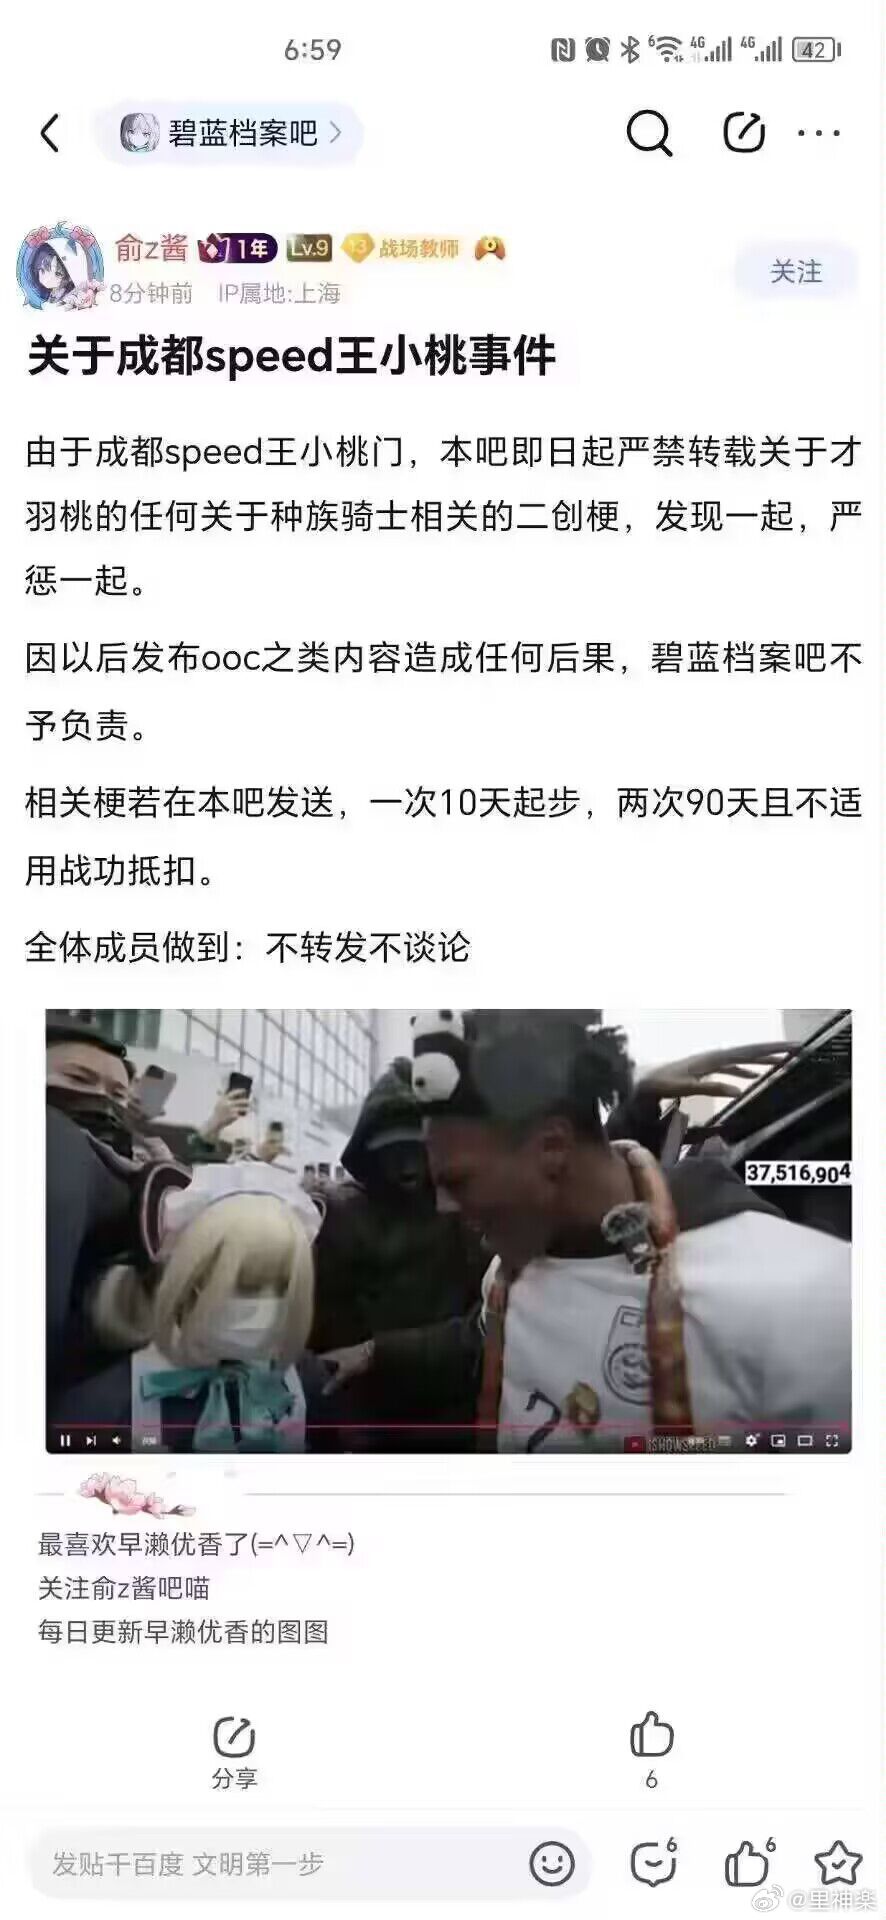 6:59
6
4G
4G
42
碧蓝档案吧
俞z酱
1年
Lv.9
13
战场教师
8分钟前 IP属地:上海
关注
关于成都speed王小桃事件
由于成都speed王小桃门，本吧即日起严禁转载关于才
羽桃的任何关于种族骑士相关的二创梗，发现一起，严
惩一起。
因以后发布ooc之类内容造成任何后果，碧蓝档案吧不
予负责。
相关梗若在本吧发送，一次10天起步，两次90天且不适
用战功抵扣。
全体成员做到：不转发不谈论
37,516,904
ISHOWSPEED
最喜欢早濑优香了(=^▽^=)
关注俞z酱吧喵
每日更新早濑优香的图图
分享
6
发贴千百度 文明第一步
6
6
@里神楽